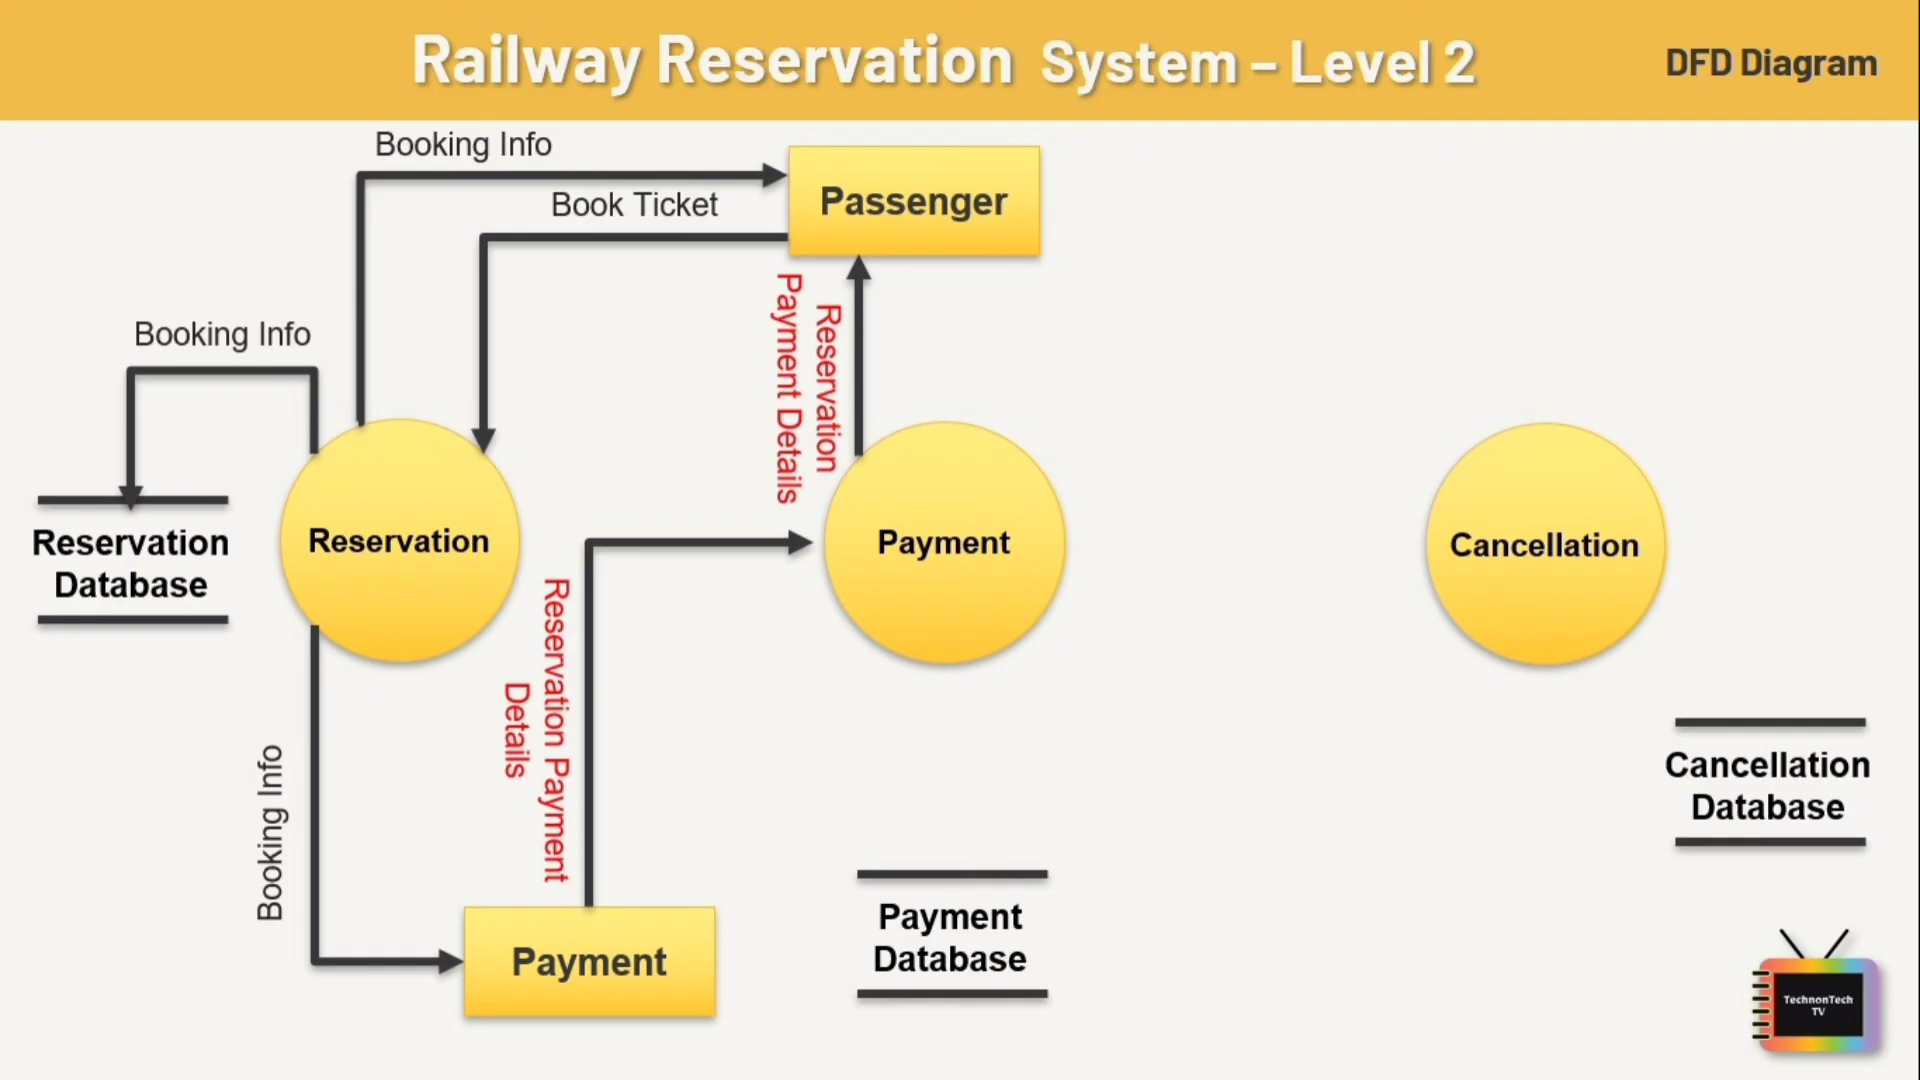 Railway Reservation System – Level 2
DFD Diagram
Booking Info
Passenger
Book Ticket
Booking Info
Reservation
Payment Details
Reservation
Database
Reservation
Payment
Cancellation
Reservation Payment
Details
Booking Info
Cancellation
Database
Payment
Payment
Database
TechnonTech
TV